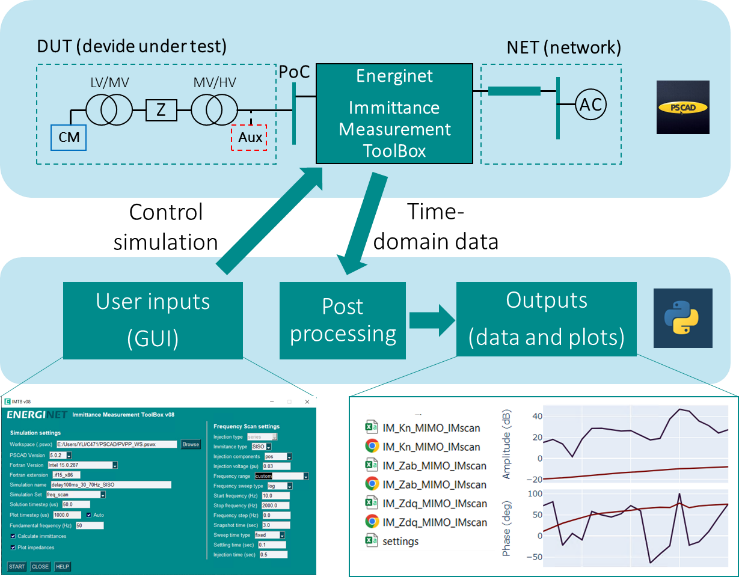 DUT (devide under test)
NET (network)
LV/MV
MV/HV
PoC
Z
CM
Aux
Energinet
Immittance
Measurement
ToolBox
AC
PSCAD
Control
simulation
Time-
domain data
User inputs
(GUI)
Post
processing
Outputs
(data and plots)
IMTB v08
ENERGINET Immittance Measurement ToolBox v08
Simulation settings
Workspace (.pswx) C:/Users/YLI/C471/PSCAD/PVPP_WS.pswx Browse
PSCAD Version 5.0.2
Fortran Version Intel 15.0.287
Fortran extension .if15_x86
Simulation name delay100ms_30_70Hz_SISO
Simulation Set freq_scan
Solution timestep (us) 50.0
Plot timestep (us) 1000.0 Auto
Fundamental frequency (Hz) 50
Calculate immittances
Plot impedances
START CLOSE HELP
Frequency Scan settings
Injection type
Immitance type SISO
Injection components pos
Injection voltage (pu) 0.03
Frequency range custom
Frequency sweep type log
Start frequency (Hz) 10.0
Stop frequency (Hz) 2000.0
Frequency step (Hz)
Snapshot time (sec) 3.0
Sweep time type fixed
Settling time (sec) 0.1
Injection time (sec) 0.5
IM_Kn_MIMO_IMscan
IM_Kn_MIMO_IMscan
IM_Zab_MIMO_IMscan
IM_Zab_MIMO_IMscan
IM_Zdq_MIMO_IMscan
IM_Zdq_MIMO_IMscan
settings
Amplitude (dB)
40
20
0
−20
Phase (deg)
100
50
0
−50